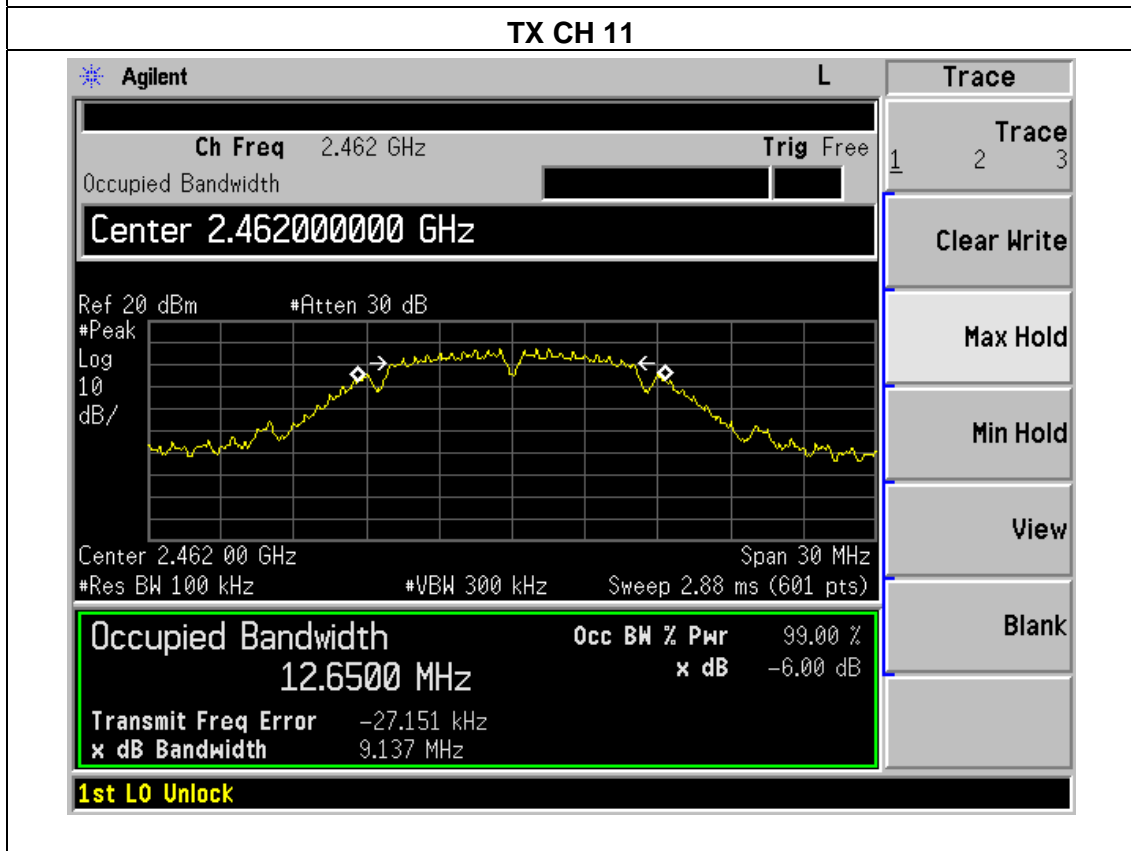 TX CH 11
Agilent L Trace
Ch Freq 2.462 GHz Trig Free
Occupied Bandwidth
Center 2.462000000 GHz
Ref 20 dBm #Atten 30 dB
#Peak
Log
10
dB/
Center 2.462 00 GHz Span 30 MHz
#Res BW 100 kHz #VBW 300 kHz Sweep 2.88 ms (601 pts)
Occupied Bandwidth Occ BW % Pwr 99.00 %
12.6500 MHz x dB -6.00 dB
Transmit Freq Error -27.151 kHz
x dB Bandwidth 9.137 MHz
1st LO Unlock
Trace
1 2 3
Clear Write
Max Hold
Min Hold
View
Blank